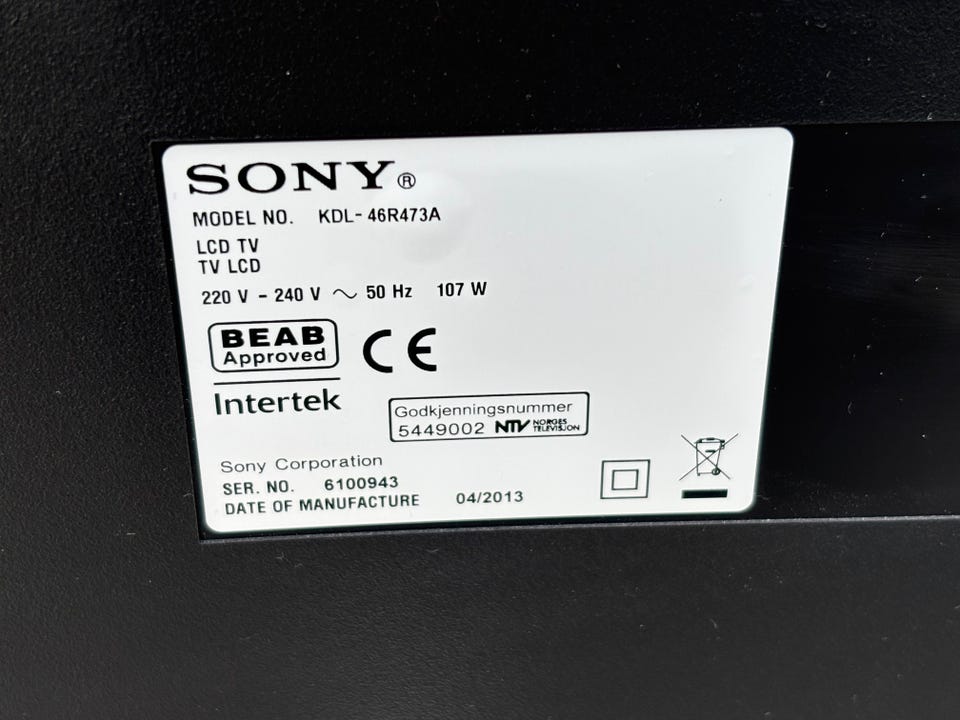 SONY®
MODEL NO. KDL-46R473A
LCD TV
TV LCD
220 V - 240 V ~ 50 Hz 107 W
BEAB
Approved
CE
Intertek
Godkjenningsnummer
5449002 NTV NORGES TELEVISJON
Sony Corporation
SER. NO. 6100943
DATE OF MANUFACTURE 04/2013